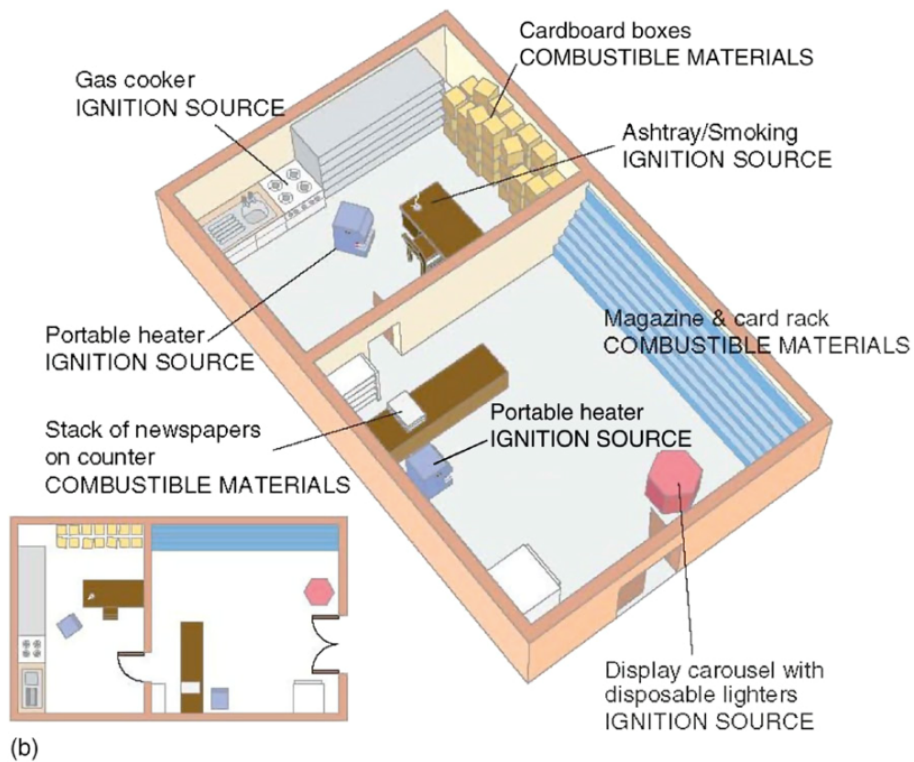 Cardboard boxes
COMBUSTIBLE MATERIALS
Gas cooker
IGNITION SOURCE
Ashtray/Smoking
IGNITION SOURCE
Magazine & card rack
COMBUSTIBLE MATERIALS
Portable heater
IGNITION SOURCE
Portable heater
IGNITION SOURCE
Stack of newspapers
on counter
COMBUSTIBLE MATERIALS
Display carousel with
disposable lighters
IGNITION SOURCE
(b)